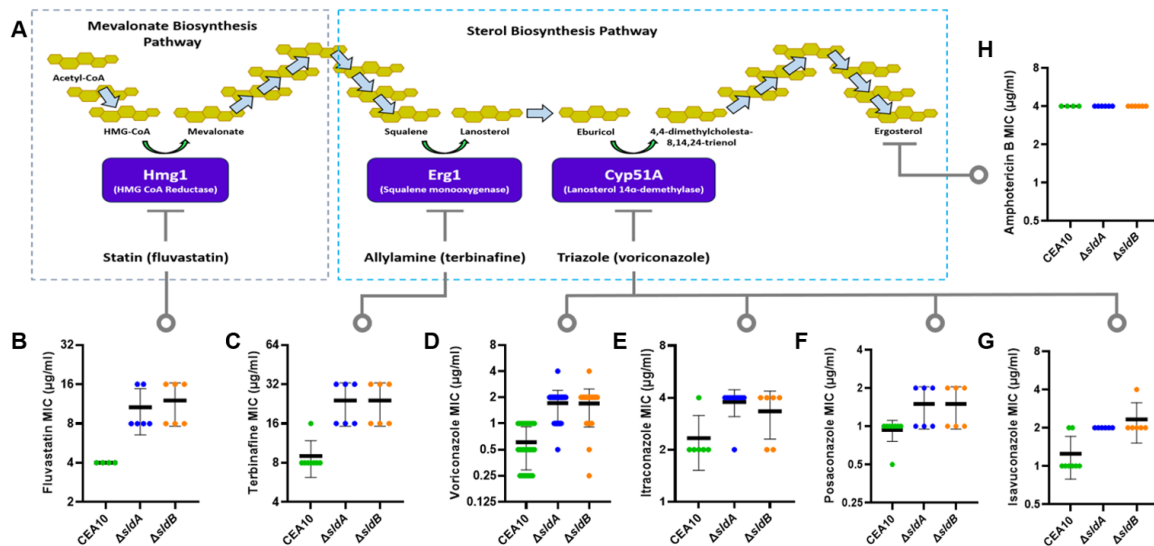 A
Mevalonate Biosynthesis
Pathway
Acetyl-CoA
HMG-CoA
Mevalonate
Hmg1
(HMG CoA Reductase)
Statin (fluvastatin)
Sterol Biosynthesis Pathway
Squalene
Lanosterol
Eburicol
4,4-dimethylcholesta-
8,14,24-trienol
Ergosterol
Erg1
(Squalene monooxygenase)
Cyp51A
(Lanosterol 14α-demethylase)
Allylamine (terbinafine)
Triazole (voriconazole)
H
Amphotericin B MIC (µg/ml)
8
4
2
1
0.5
CEA10
ΔsldA
ΔsldB
B
Fluvastatin MIC (µg/ml)
32
16
8
4
2
CEA10
ΔsldA
ΔsldB
C
Terbinafine MIC (µg/ml)
64
32
16
8
4
CEA10
ΔsldA
ΔsldB
D
Voriconazole MIC (µg/ml)
8
4
2
1
0.5
0.25
0.125
CEA10
ΔsldA
ΔsldB
E
Itraconazole MIC (µg/ml)
8
4
2
1
CEA10
ΔsldA
ΔsldB
F
Posaconazole MIC (µg/ml)
4
2
1
0.5
0.25
CEA10
ΔsldA
ΔsldB
G
Isavuconazole MIC (µg/ml)
8
4
2
1
0.5
CEA10
ΔsldA
ΔsldB